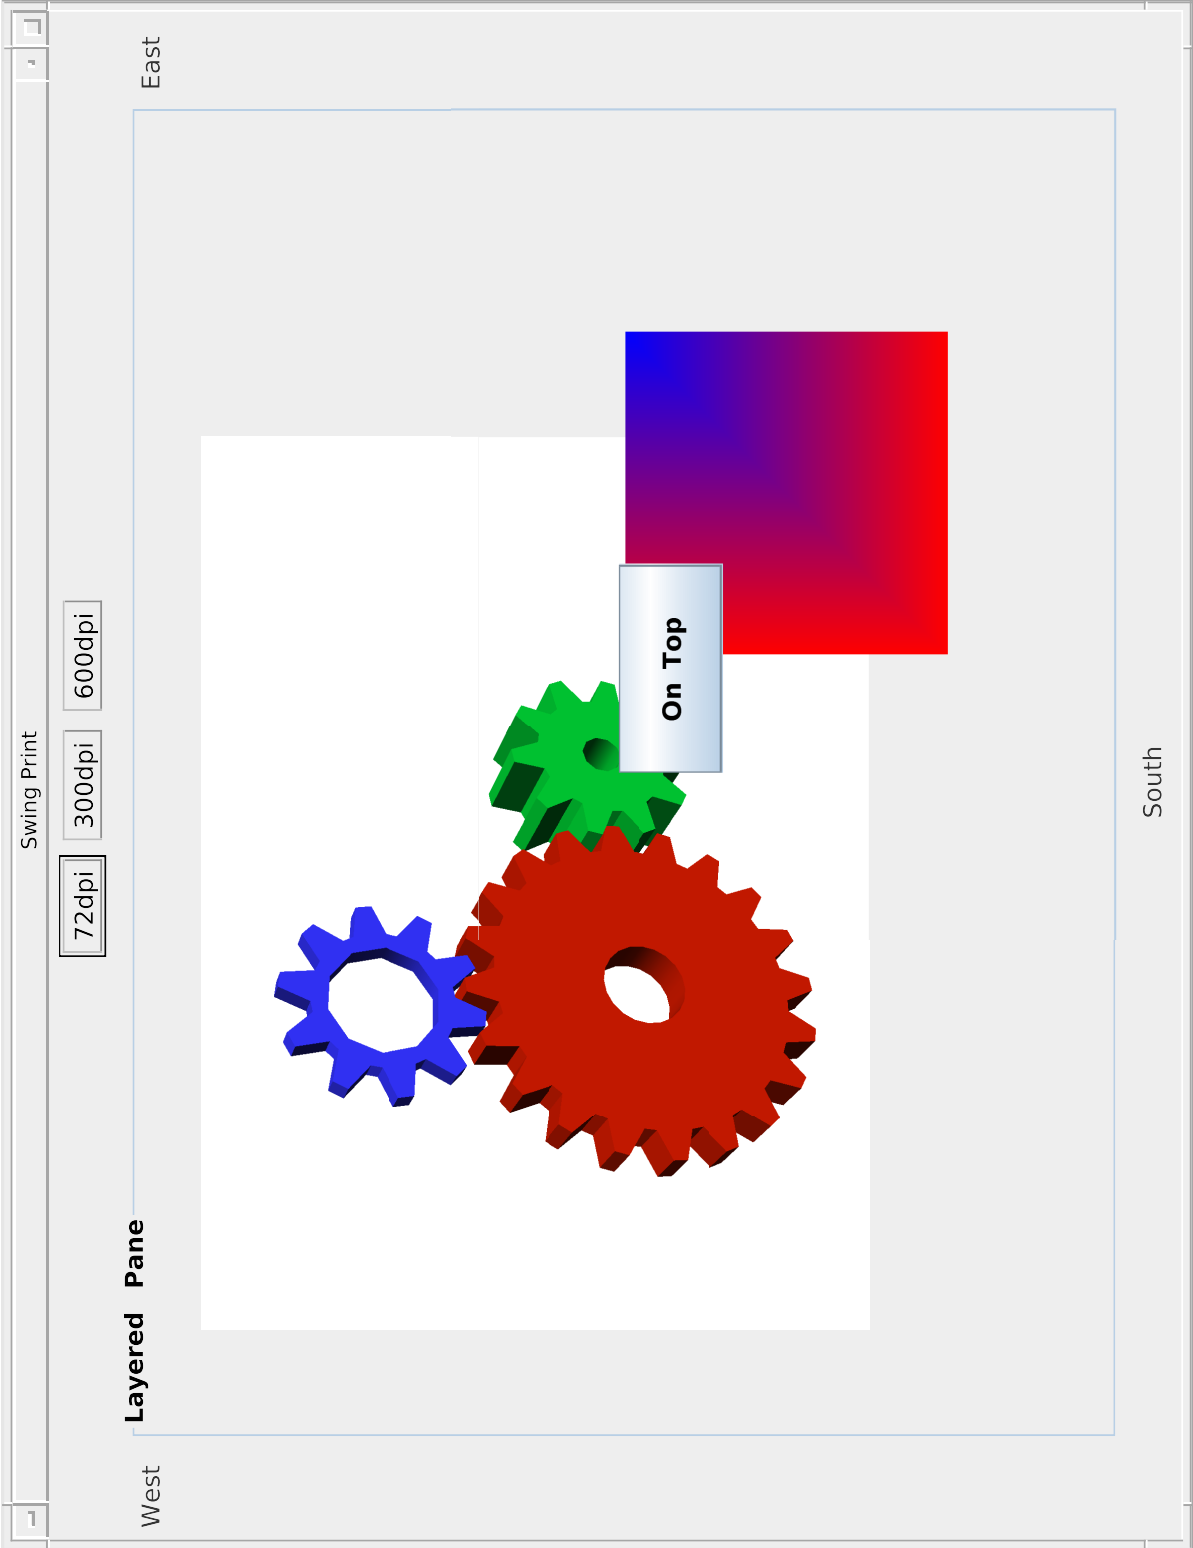 Swing Print
72dpi 300dpi 600dpi
Layered Pane
West
East
On Top
South